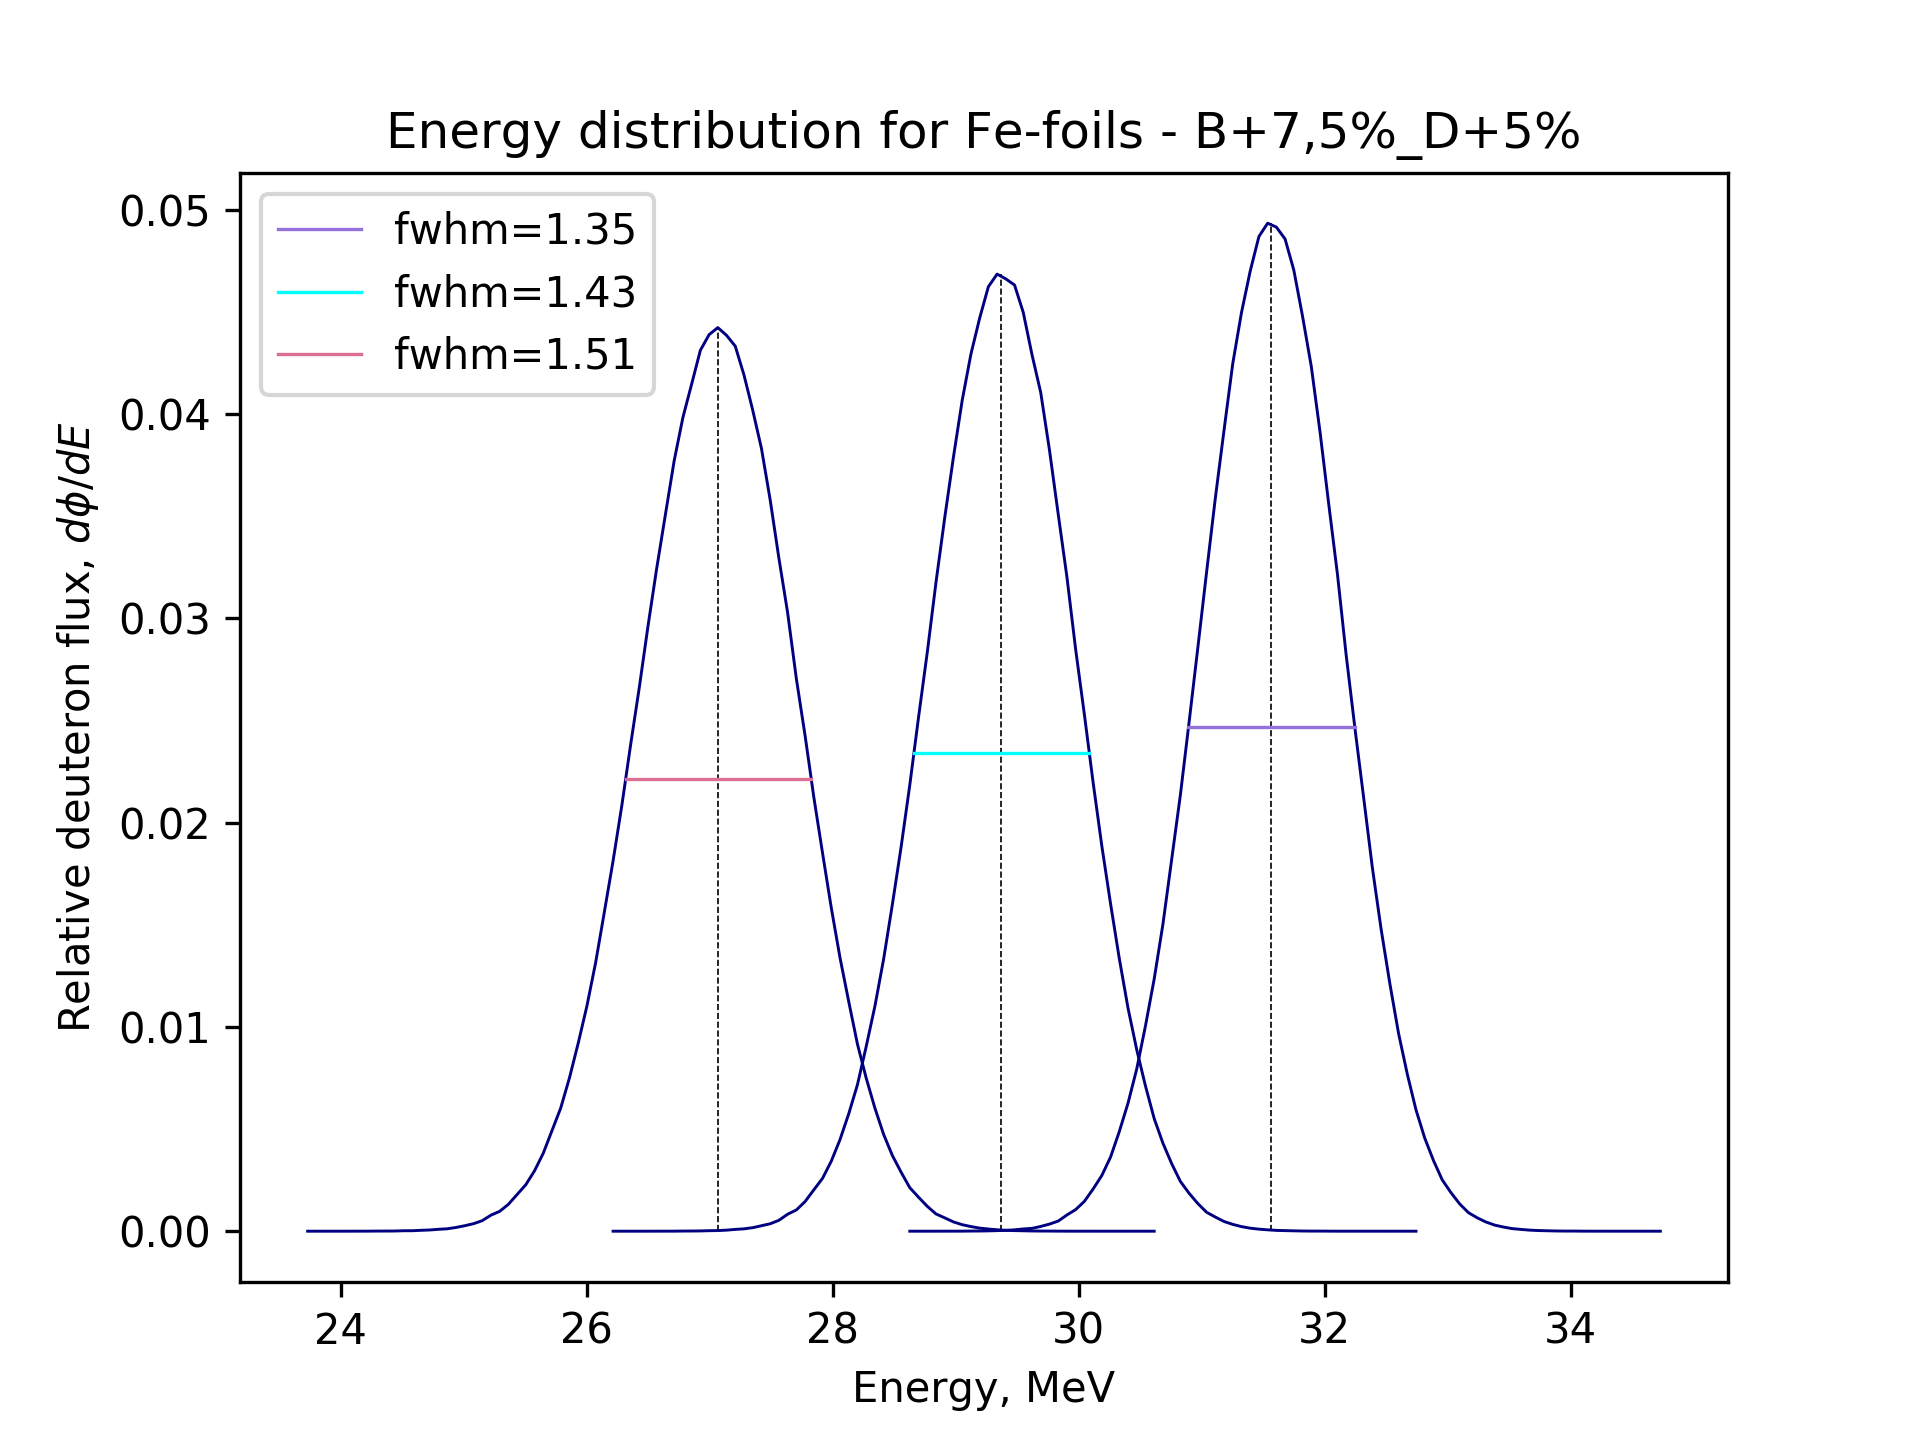 Energy distribution for Fe-foils - B+7,5%_D+5%
fwhm=1.35
fwhm=1.43
fwhm=1.51
0.05
0.04
0.03
0.02
0.01
0.00
Relative deuteron flux, dϕ/dE
24 26 28 30 32 34
Energy, MeV